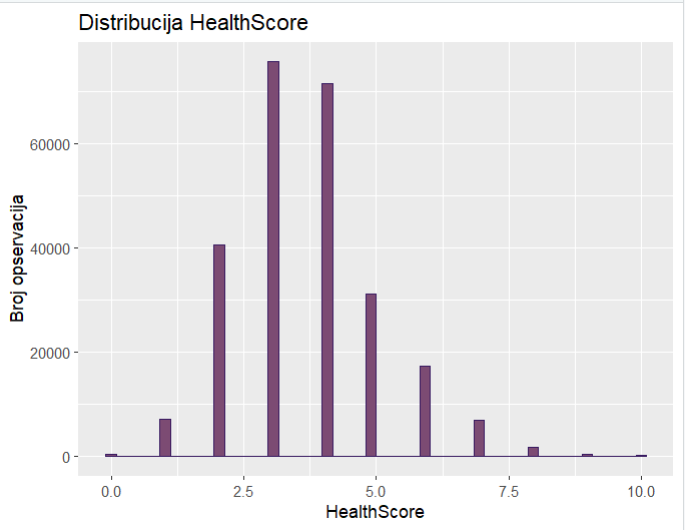 Distribucija HealthScore
Broj opservacija
60000
40000
20000
0
0.0 2.5 5.0 7.5 10.0
HealthScore